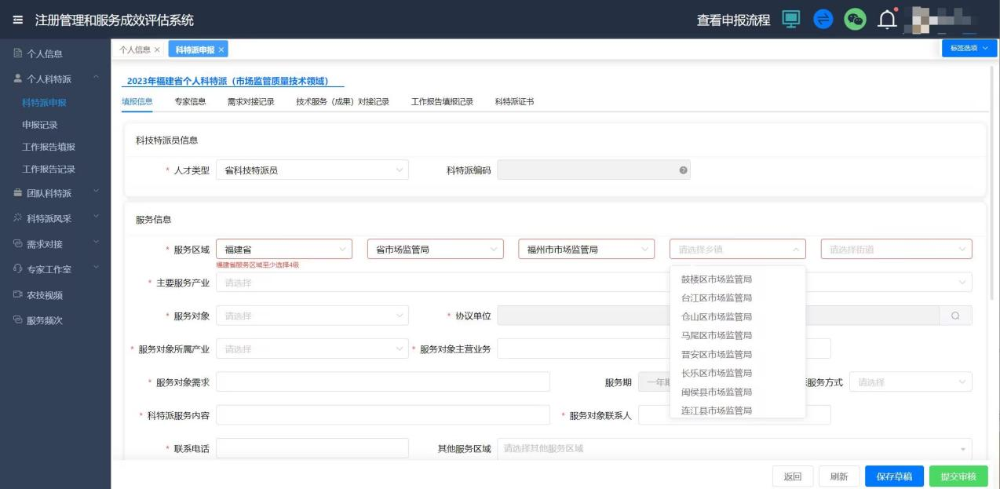 注册管理和服务成效评估系统
查看申报流程
个人信息
个人科特派
科特派申报
申报记录
工作报告填报
工作报告记录
团队科特派
科特派风采
需求对接
专家工作室
农技视频
服务频次
个人信息 ×
科特派申报 ×
标签选项
2023年福建省个人科特派（市场监管质量技术领域）
填报信息 专家信息 需求对接记录 技术服务（成果）对接记录 工作报告填报记录 科特派证书
科技特派员信息
* 人才类型 省科技特派员 科特派编码
服务信息
* 服务区域 福建省 省市场监管局 福州市市场监管局 请选择乡镇 请选择街道
福建省服务区域至少选择4级
* 主要服务产业 请选择
* 服务对象 请选择 * 协议单位
* 服务对象所属产业 请选择 * 服务对象主营业务
* 服务对象需求 服务期 一年期 服务方式 请选择
* 科特派服务内容 * 服务对象联系人
* 联系电话 其他服务区域 请选择其他服务区域
鼓楼区市场监管局
台江区市场监管局
仓山区市场监管局
马尾区市场监管局
晋安区市场监管局
长乐区市场监管局
闽侯县市场监管局
连江县市场监管局
返回 刷新 保存草稿 提交审核